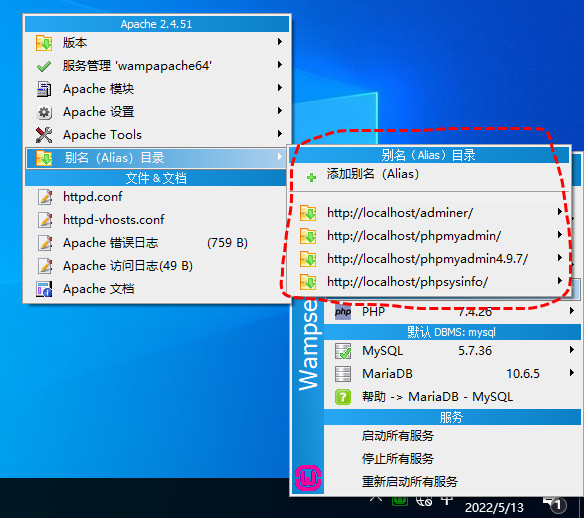 Apache 2.4.51
版本
服务管理 'wampapache64'
Apache 模块
Apache 设置
Apache Tools
别名（Alias）目录
文件 & 文档
httpd.conf
httpd-vhosts.conf
Apache 错误日志 (759 B)
Apache 访问日志(49 B)
Apache 文档
别名（Alias）目录
添加别名（Alias）
http://localhost/adminer/
http://localhost/phpmyadmin/
http://localhost/phpmyadmin4.9.7/
http://localhost/phpsysinfo/
Wampse
php PHP 7.4.26
默认 DBMS: mysql
MySQL 5.7.36
MariaDB 10.6.5
帮助 -> MariaDB - MySQL
服务
启动所有服务
停止所有服务
重新启动所有服务
中
2022/5/13
1